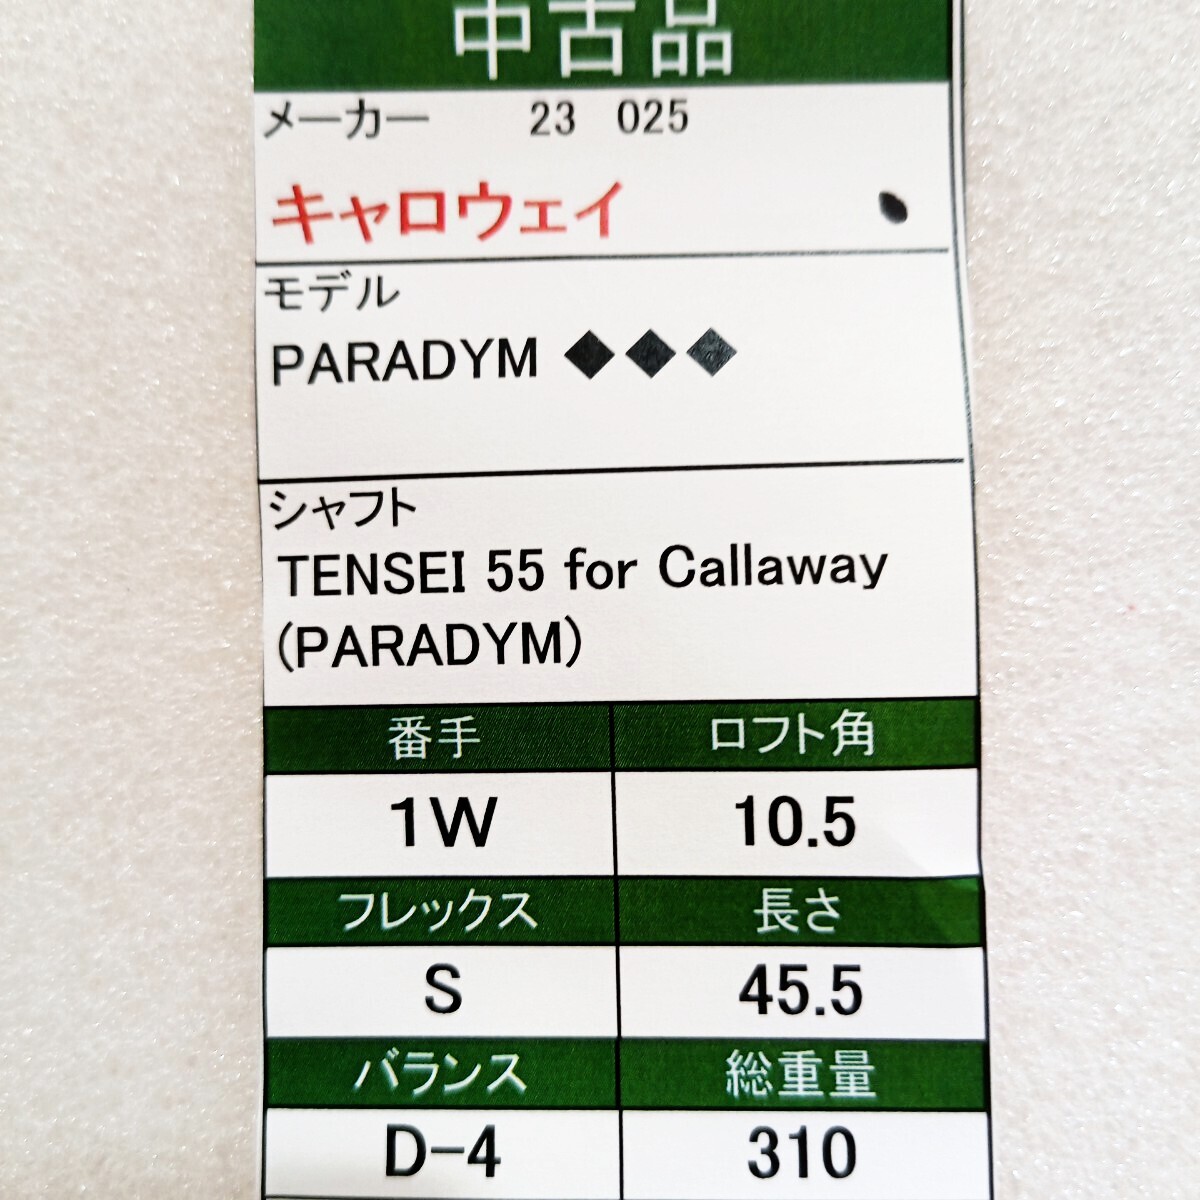 中古品
メーカー 23 025
キャロウェイ
モデル
PARADYM ◆◆◆
シャフト
TENSEI 55 for Callaway
(PARADYM)
番手 ロフト角
1W 10.5
フレックス 長さ
S 45.5
バランス 総重量
D-4 310